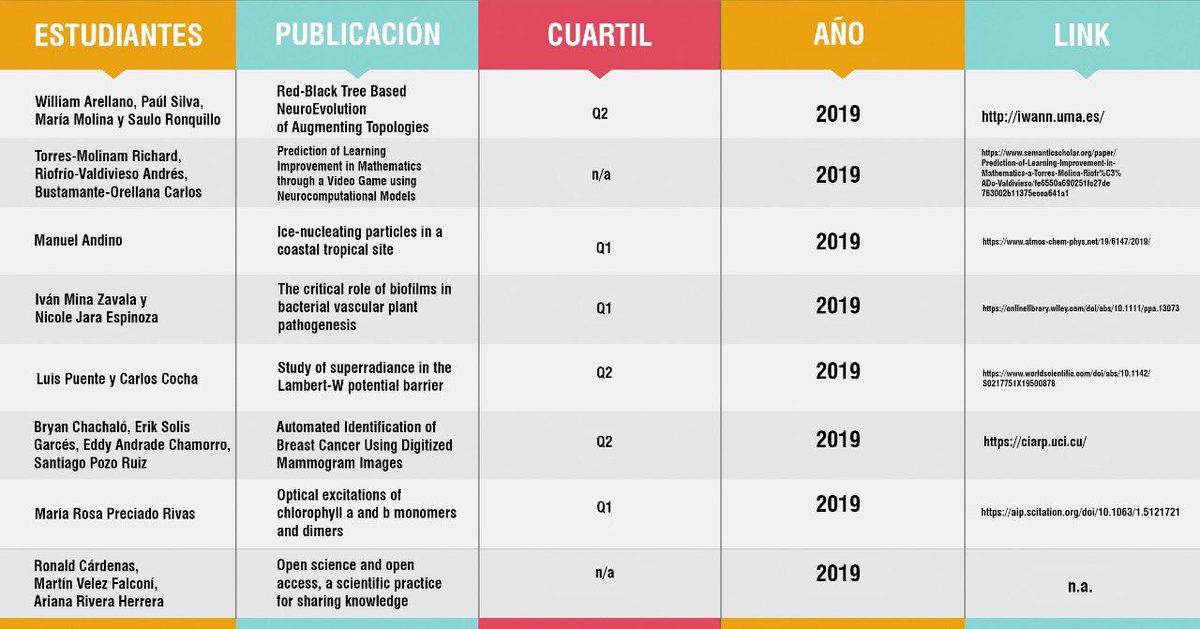 ESTUDIANTES
PUBLICACIÓN
CUARTIL
AÑO
LINK
William Arellano, Paúl Silva,
María Molina y Saulo Ronquillo
Red-Black Tree Based
NeuroEvolution
of Augmenting Topologies
Q2
2019
http://iwann.uma.es/
Torres-Molinam Richard,
Riofrío-Valdivieso Andrés,
Bustamante-Orellana Carlos
Prediction of Learning
Improvement in Mathematics
through a Video Game using
Neurocomputational Models
n/a
2019
https://www.semanticscholar.org/paper/
Prediction-of-Learning-Improvement-in-
Mathematics-a-Torres-Molina-Riofr%C3%
ADo-Valdivieso/fe6550a690251fc27de
Manuel Andino
Ice-nucleating particles in a
coastal tropical site
Q1
2019
https://www.atmos-chem-phys.net/19/6147/2019/
Iván Mina Zavala y
Nicole Jara Espinoza
The critical role of biofilms in
bacterial vascular plant
pathogenesis
Q1
2019
https://onlinelibrary.wiley.com/doi/abs/10.1111/ppa.13073
Luis Puente y Carlos Cocha
Study of superradiance in the
Lambert-W potential barrier
Q2
2019
https://www.worldscientific.com/doi/abs/10.1142/
S0217751X19500878
Bryan Chachaló, Erik Solis
Garcés, Eddy Andrade Chamorro,
Santiago Pozo Ruiz
Automated Identification of
Breast Cancer Using Digitized
Mammogram Images
Q2
2019
https://ciarp.uci.cu/
María Rosa Preciado Rivas
Optical excitations of
chlorophyll a and b monomers
and dimers
Q1
2019
https://aip.scitation.org/doi/10.1063/1.5121721
Ronald Cárdenas,
Martín Velez Falconí,
Ariana Rivera Herrera
Open science and open
access, a scientific practice
for sharing knowledge
n/a
2019
n.a.